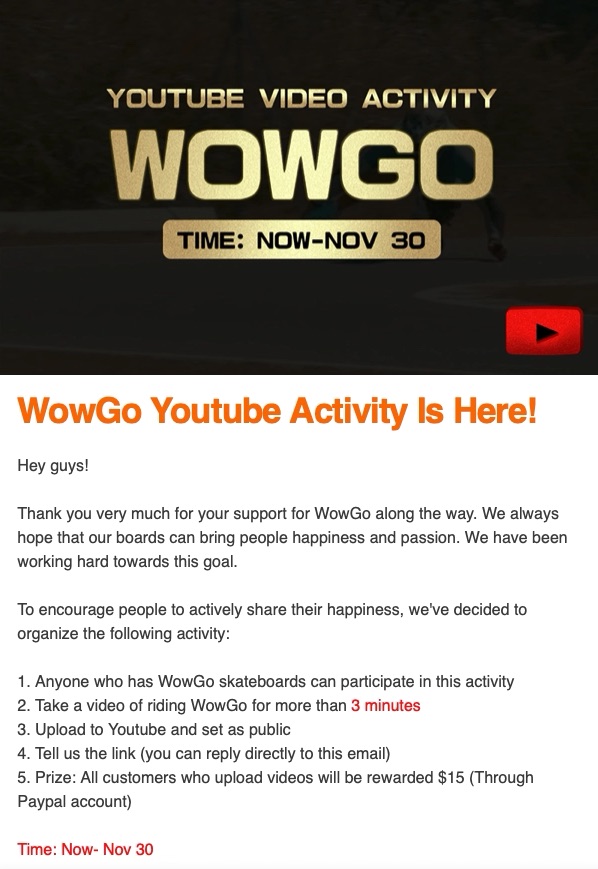 YOUTUBE VIDEO ACTIVITY
WOWGO
TIME: NOW-NOV 30
WowGo Youtube Activity Is Here!
Hey guys!
Thank you very much for your support for WowGo along the way. We always
hope that our boards can bring people happiness and passion. We have been
working hard towards this goal.
To encourage people to actively share their happiness, we've decided to
organize the following activity:
1. Anyone who has WowGo skateboards can participate in this activity
2. Take a video of riding WowGo for more than 3 minutes
3. Upload to Youtube and set as public
4. Tell us the link (you can reply directly to this email)
5. Prize: All customers who upload videos will be rewarded $15 (Through
Paypal account)
Time: Now- Nov 30